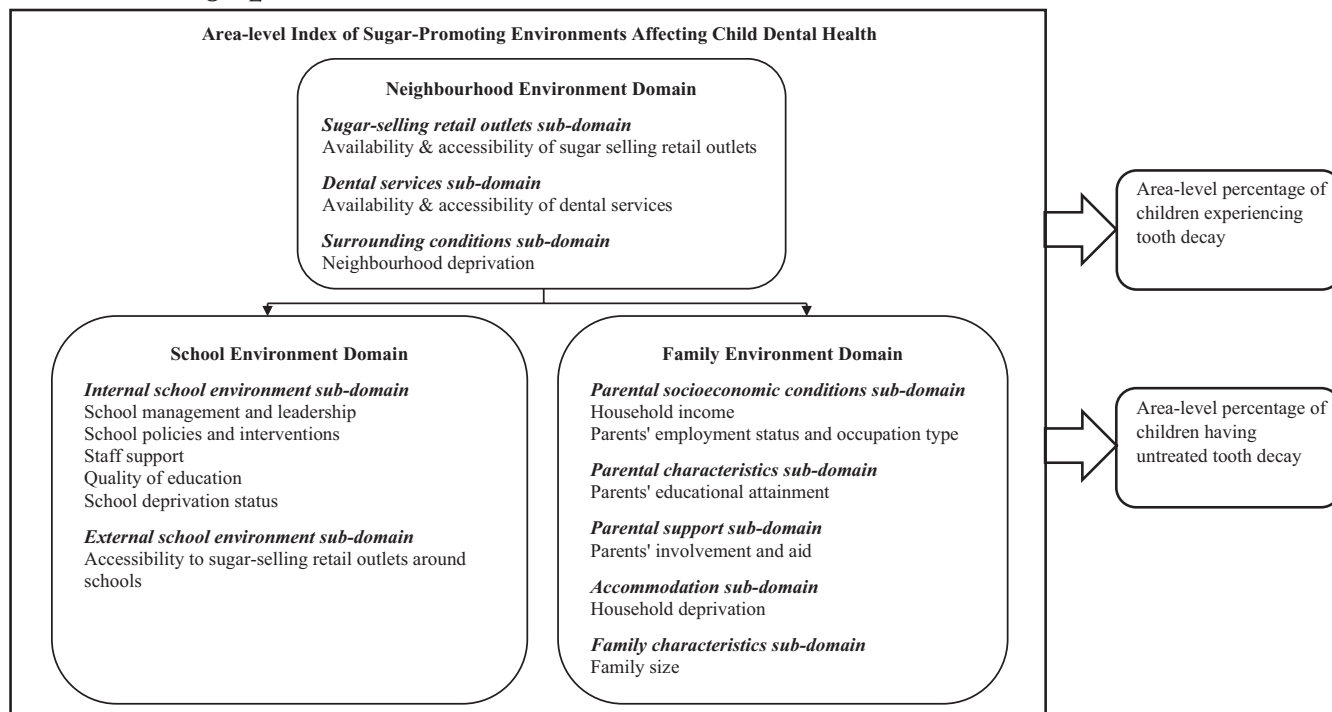 Area-level Index of Sugar-Promoting Environments Affecting Child Dental Health
Neighbourhood Environment Domain
Sugar-selling retail outlets sub-domain
Availability & accessibility of sugar selling retail outlets
Dental services sub-domain
Availability & accessibility of dental services
Surrounding conditions sub-domain
Neighbourhood deprivation
School Environment Domain
Internal school environment sub-domain
School management and leadership
School policies and interventions
Staff support
Quality of education
School deprivation status
External school environment sub-domain
Accessibility to sugar-selling retail outlets around
schools
Family Environment Domain
Parental socioeconomic conditions sub-domain
Household income
Parents' employment status and occupation type
Parental characteristics sub-domain
Parents' educational attainment
Parental support sub-domain
Parents' involvement and aid
Accommodation sub-domain
Household deprivation
Family characteristics sub-domain
Family size
Area-level percentage of
children experiencing
tooth decay
Area-level percentage of
children having
untreated tooth decay